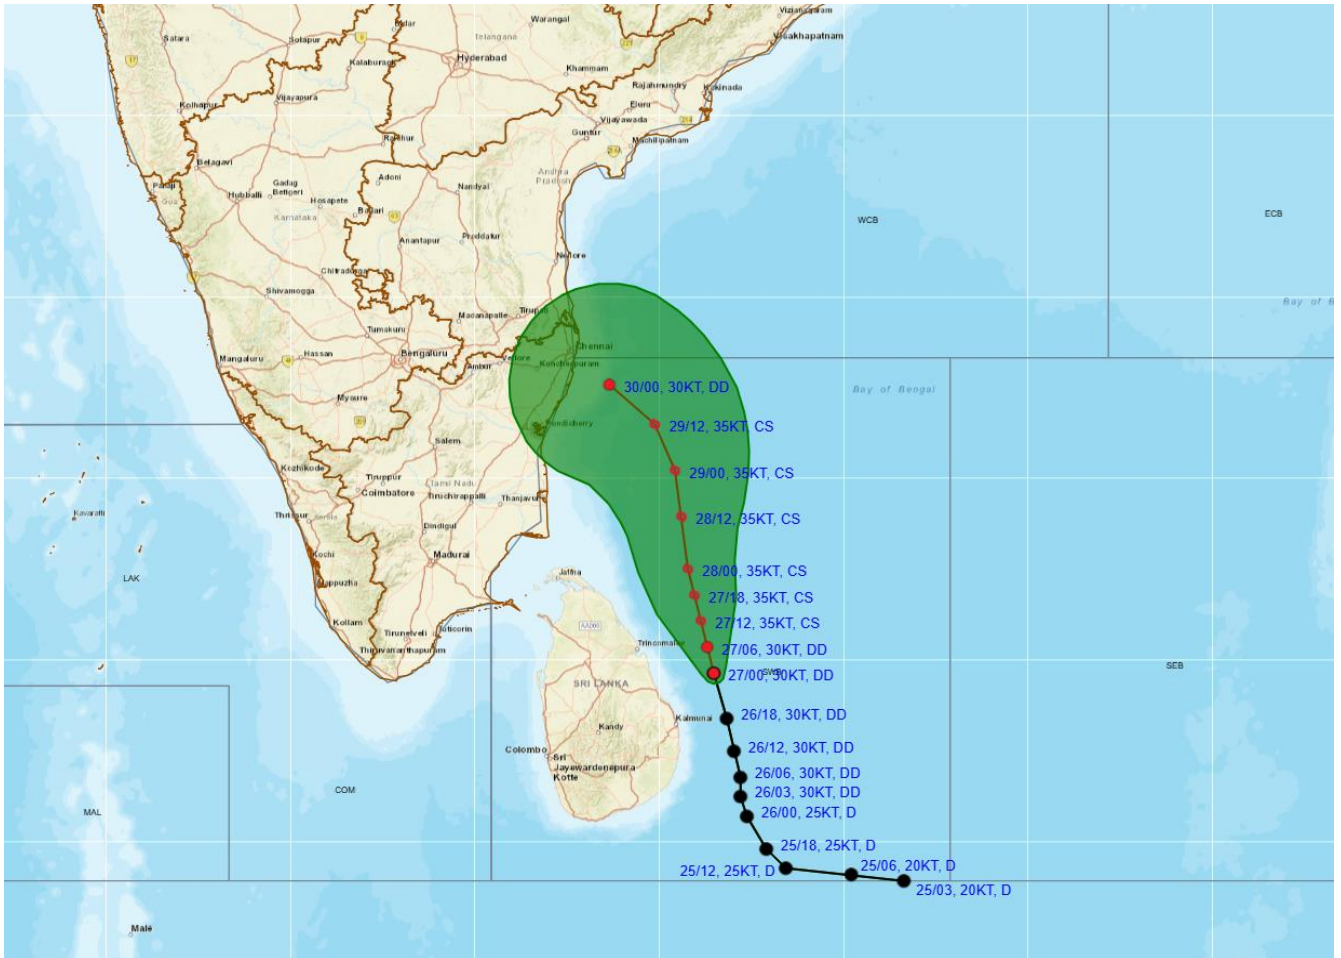 Vizianagaram
Visakhapatnam
Warangal
Bidar
Satara
Solapur
Telangana
Kalaburagi
Hyderabad
Khammam
Rajahmundry
Kakinada
Kolhapur
Vijayapura
Eluru
Vijayawada
Guntur
Machilipatnam
Raichur
Belagavi
Andhra
Pradesh
Panaji
Goa
Gadag
Betigeri
Hubballi
Hosapete
Karnataka
Ballari
Adoni
Nandyal
WCB
ECB
Anantapur
Proddatur
Nellore
Chitradurga
Shivamogga
Madanapalle
Tirupati
Tumakuru
Bengaluru
Chennai
Mangaluru
Hassan
Ambur
Vellore
Kanchipuram
Mysuru
30/00, 30KT, DD
Bay of Bengal
Puducherry
29/12, 35KT, CS
Salem
Kozhikode
Tiruppur
Coimbatore
Tamil Nadu
Tiruchirappalli
Thanjavur
29/00, 35KT, CS
Kavaratti
Thrissur
Kerala
28/12, 35KT, CS
Dindigul
Kochi
Madurai
LAK
Alappuzha
Jaffna
28/00, 35KT, CS
27/18, 35KT, CS
Kollam
Tirunelveli
Tuticorin
Thiruvananthapuram
AA006
Trincomalee
27/12, 35KT, CS
27/06, 30KT, DD
SWB
27/00, 30KT, DD
SEB
SRI LANKA
Kandy
Kalmunai
26/18, 30KT, DD
Colombo
Sri
Jayewardenepura
Kotte
26/12, 30KT, DD
26/06, 30KT, DD
26/03, 30KT, DD
COM
MAL
26/00, 25KT, D
25/18, 25KT, D
25/12, 25KT, D
25/06, 20KT, D
25/03, 20KT, D
Malé